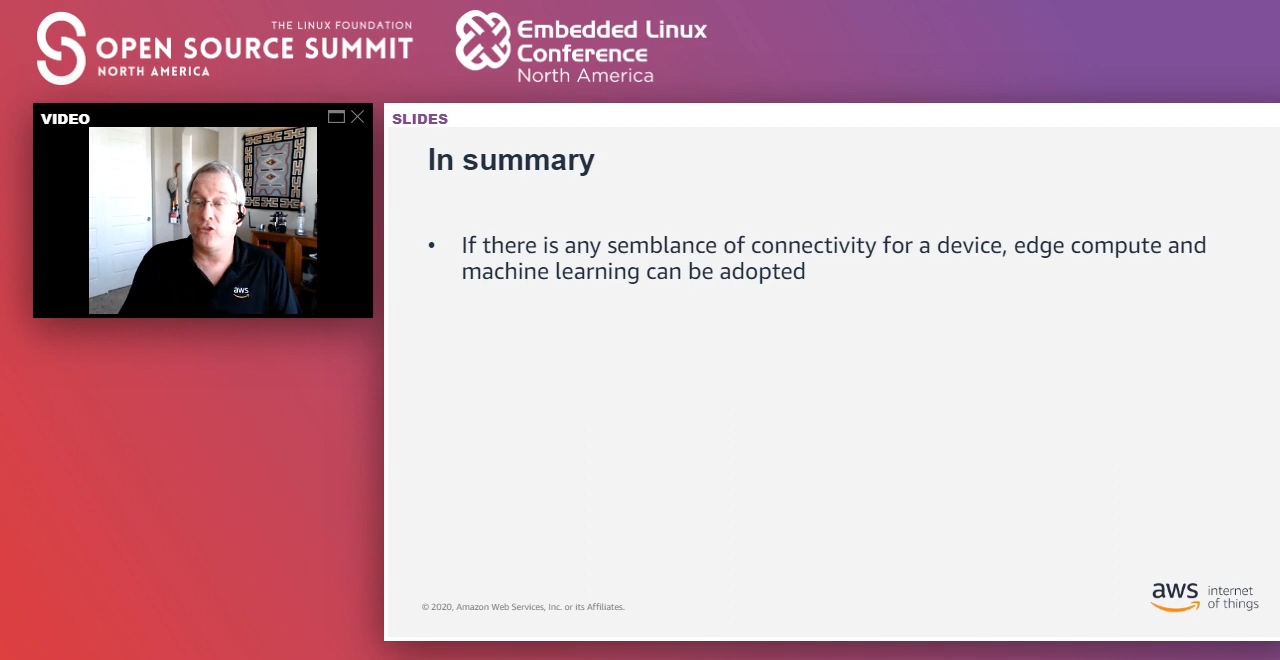 THE LINUX FOUNDATION
OPEN SOURCE SUMMIT
NORTH AMERICA
Embedded Linux
Conference
North America
VIDEO
aws
SLIDES
In summary
• If there is any semblance of connectivity for a device, edge compute and
machine learning can be adopted
© 2020, Amazon Web Services, Inc. or its Affiliates.
aws internet
of things